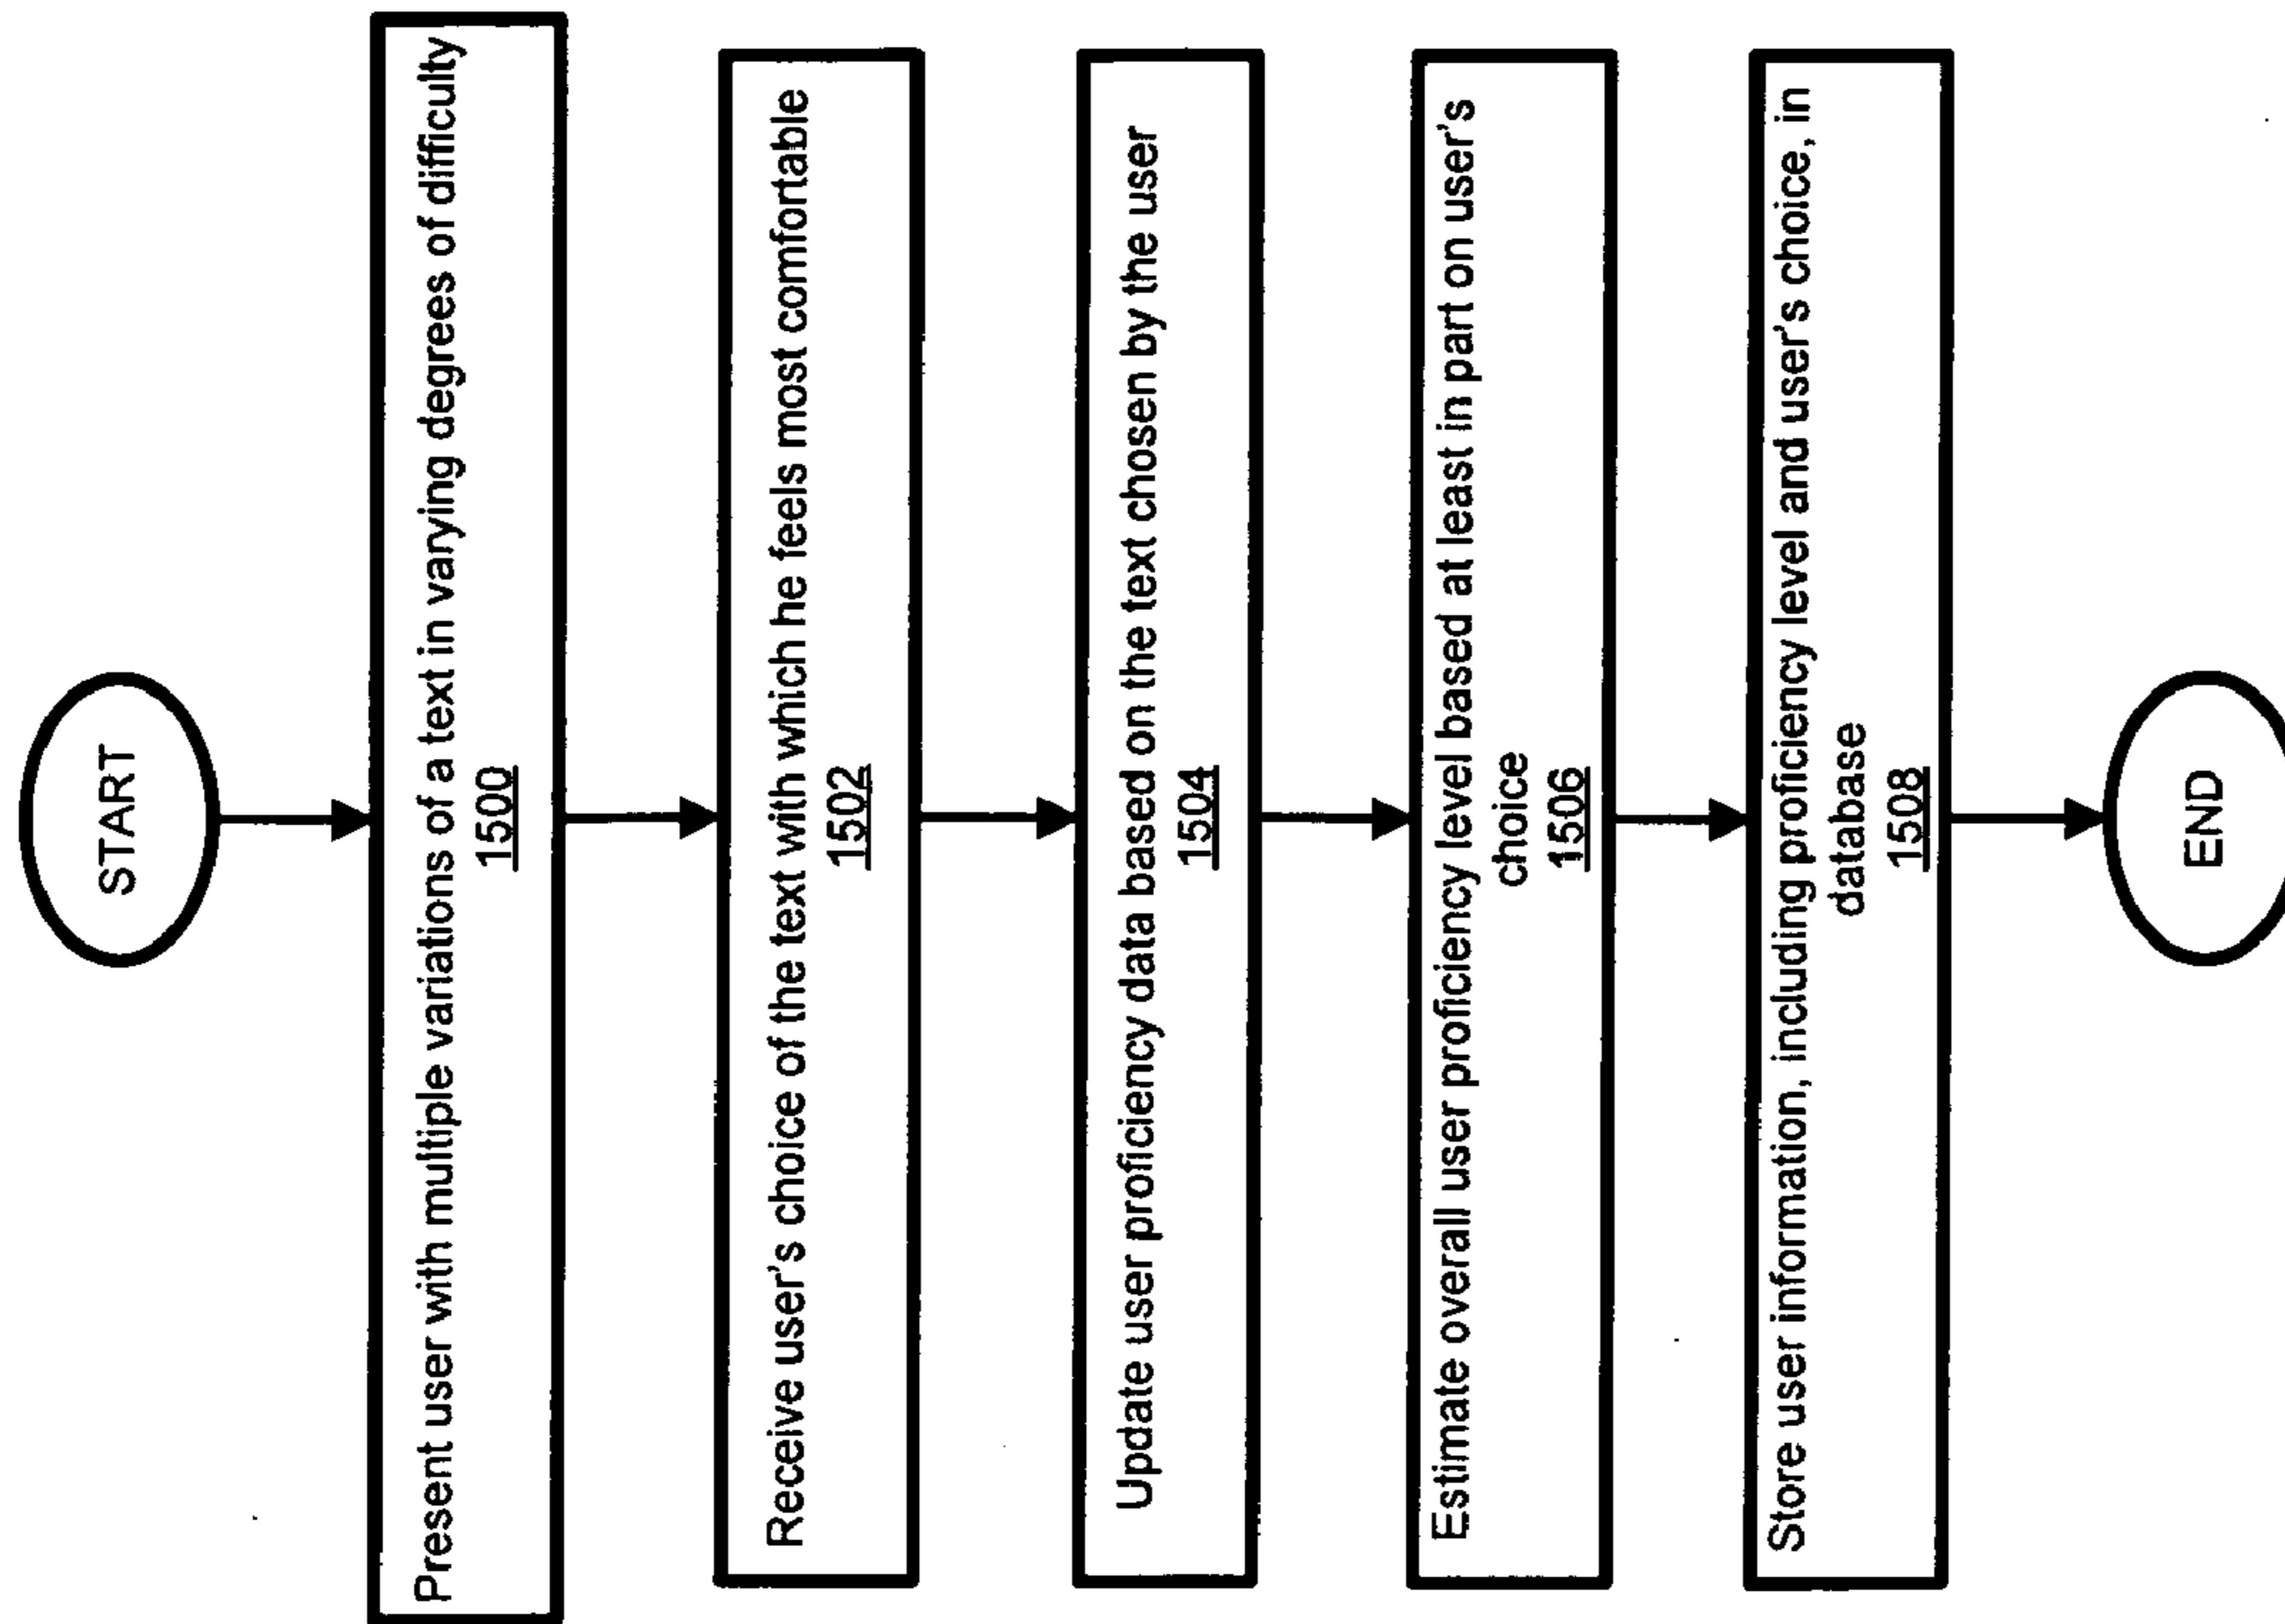 START
Present user with multiple variations of a text in varying degrees of difficulty
1500
Receive user's choice of the text with which he feels most comfortable
1502
Update user proficiency data based on the text chosen by the user
1504
Estimate overall user proficiency level based at least in part on user's
choice
1506
Store user information, including proficiency level and user's choice, in
database
1508
END